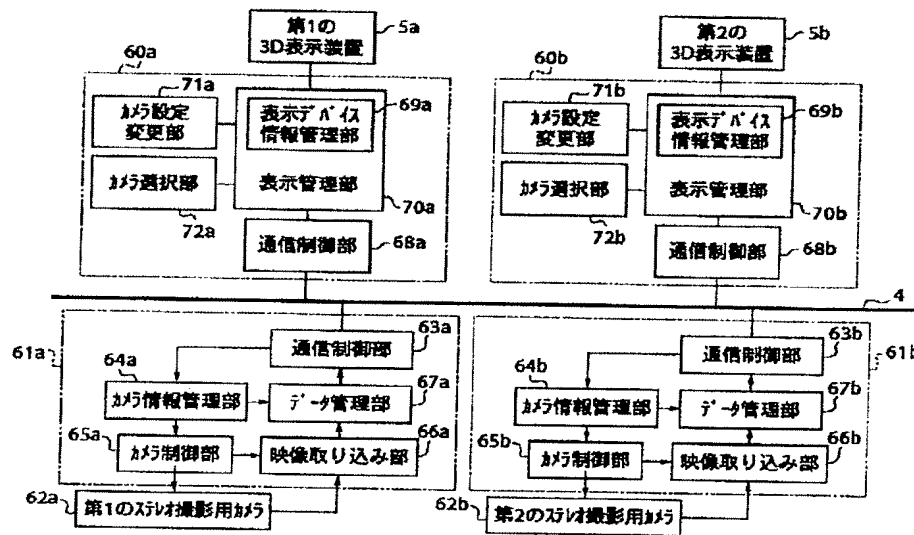 第1の
3D表示装置
5a
60a
71a
カメラ設定
変更部
表示デバイス
情報管理部
69a
カメラ選択部
72a
表示管理部
70a
通信制御部
68a
第2の
3D表示装置
5b
60b
71b
カメラ設定
変更部
表示デバイス
情報管理部
69b
カメラ選択部
72b
表示管理部
70b
通信制御部
68b
4
61a
63a
通信制御部
64a
カメラ情報管理部
67a
データ管理部
65a
カメラ制御部
66a
映像取り込み部
62a
第1のステレオ撮影用カメラ
61b
63b
通信制御部
64b
カメラ情報管理部
67b
データ管理部
65b
カメラ制御部
66b
映像取り込み部
62b
第2のステレオ撮影用カメラ